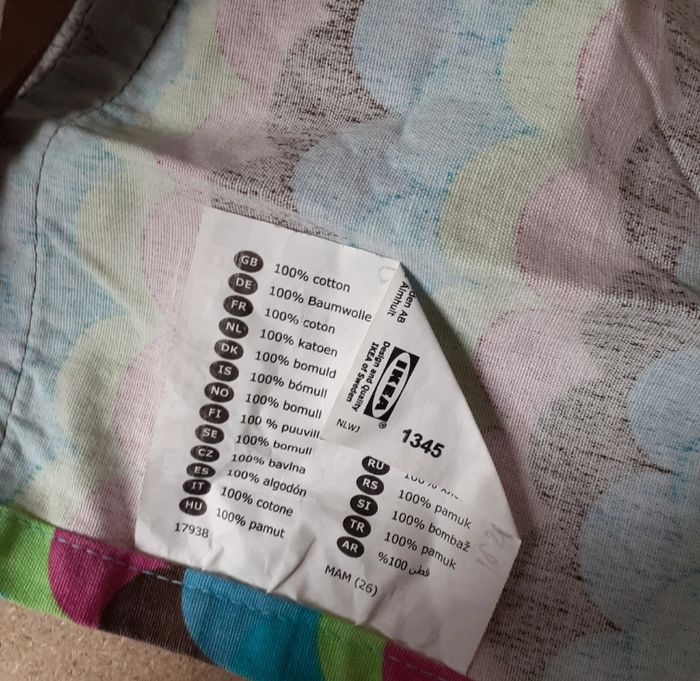 GB 100% cotton
DE 100% Baumwolle
FR 100% coton
NL 100% katoen
DK 100% bomuld
IS 100% bómull
NO 100% bomull
FI 100 %
SE 100% bomull
CZ 100% bavlna
ES 100% algodón
IT 100% cotone
HU 100% pamut
17938
AB
Älmhult
IKEA®
Design and Quality
IKEA of Sweden
NLWJ
1345
RU
RS 100% pamuk
SI 100% bombaž
TR 100% pamuk
AR %100 قطن
MAM (26)